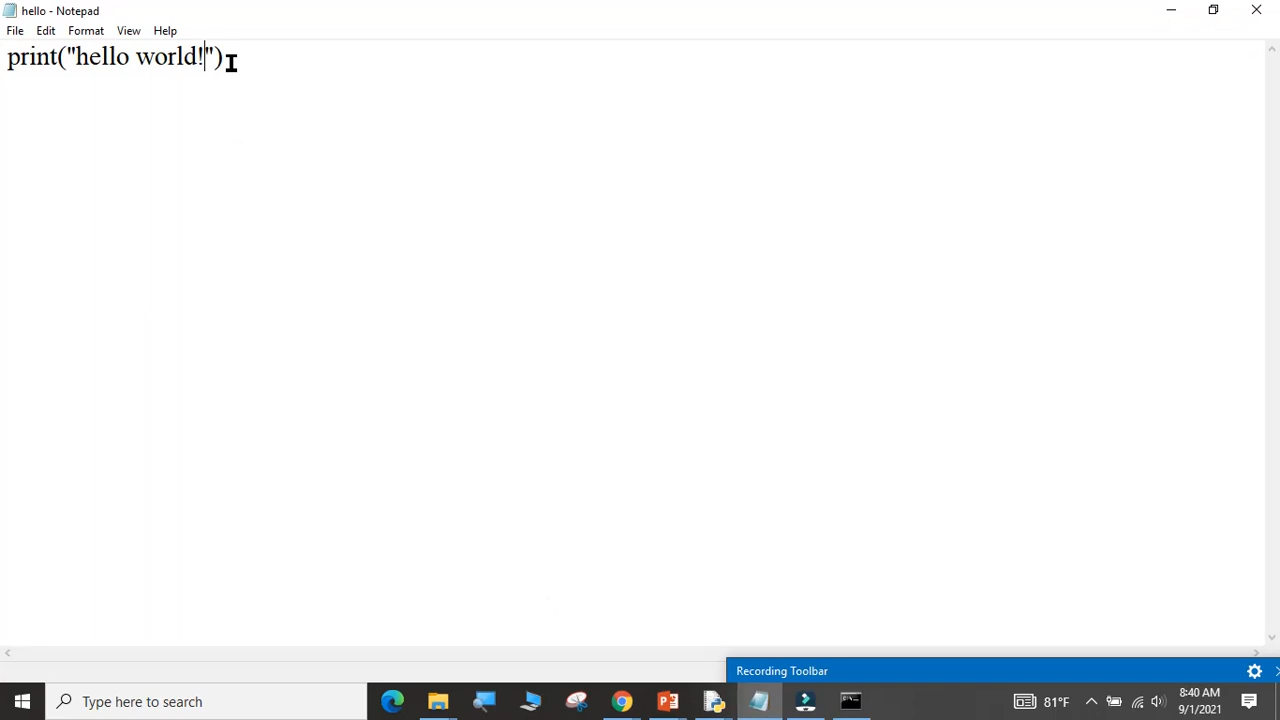 hello - Notepad
File Edit Format View Help
print("hello world!")
Recording Toolbar
Type here to search
81°F
8:40 AM
9/1/2021